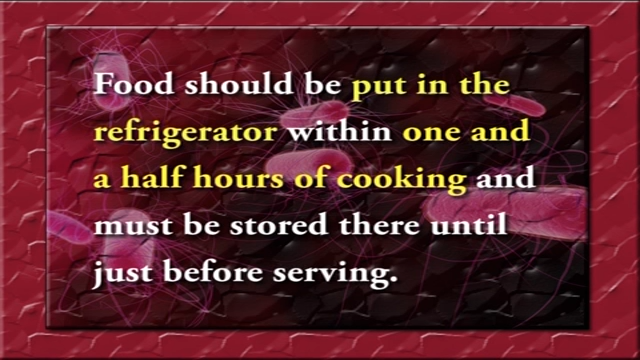 Food should be put in the
refrigerator within one and
a half hours of cooking and
must be stored there until
just before serving.